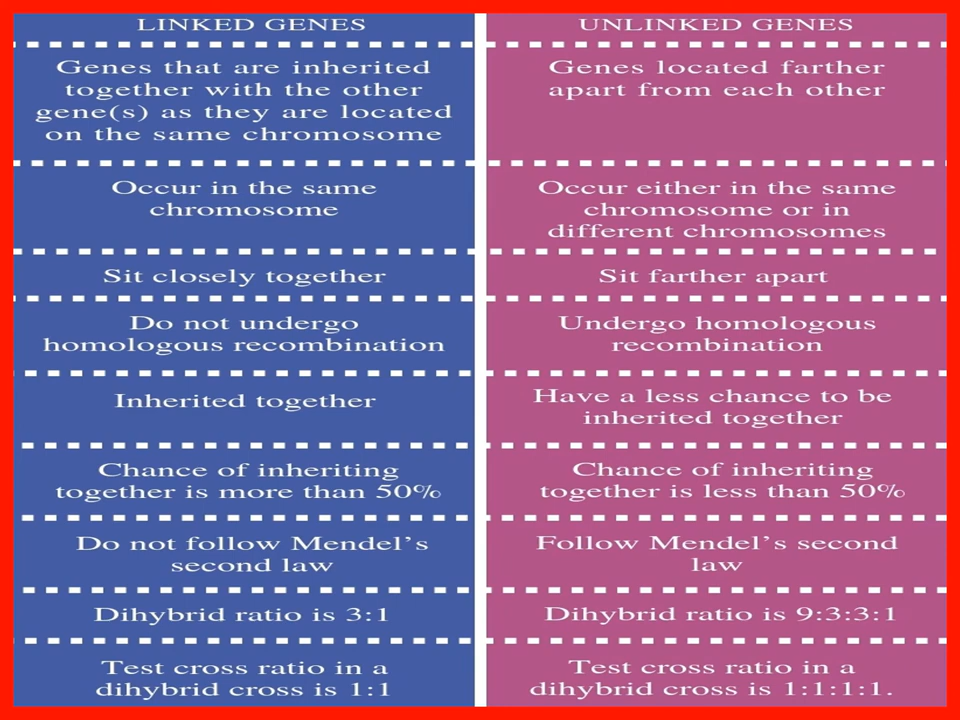 LINKED GENES
UNLINKED GENES
Genes that are inherited
together with the other
gene(s) as they are located
on the same chromosome
Genes located farther
apart from each other
Occur in the same
chromosome
Occur either in the same
chromosome or in
different chromosomes
Sit closely together
Sit farther apart
Do not undergo
homologous recombination
Undergo homologous
recombination
Inherited together
Have a less chance to be
inherited together
Chance of inheriting
together is more than 50%
Chance of inheriting
together is less than 50%
Do not follow Mendel's
second law
Follow Mendel's second
law
Dihybrid ratio is 3:1
Dihybrid ratio is 9:3:3:1
Test cross ratio in a
dihybrid cross is 1:1
Test cross ratio in a
dihybrid cross is 1:1:1:1.